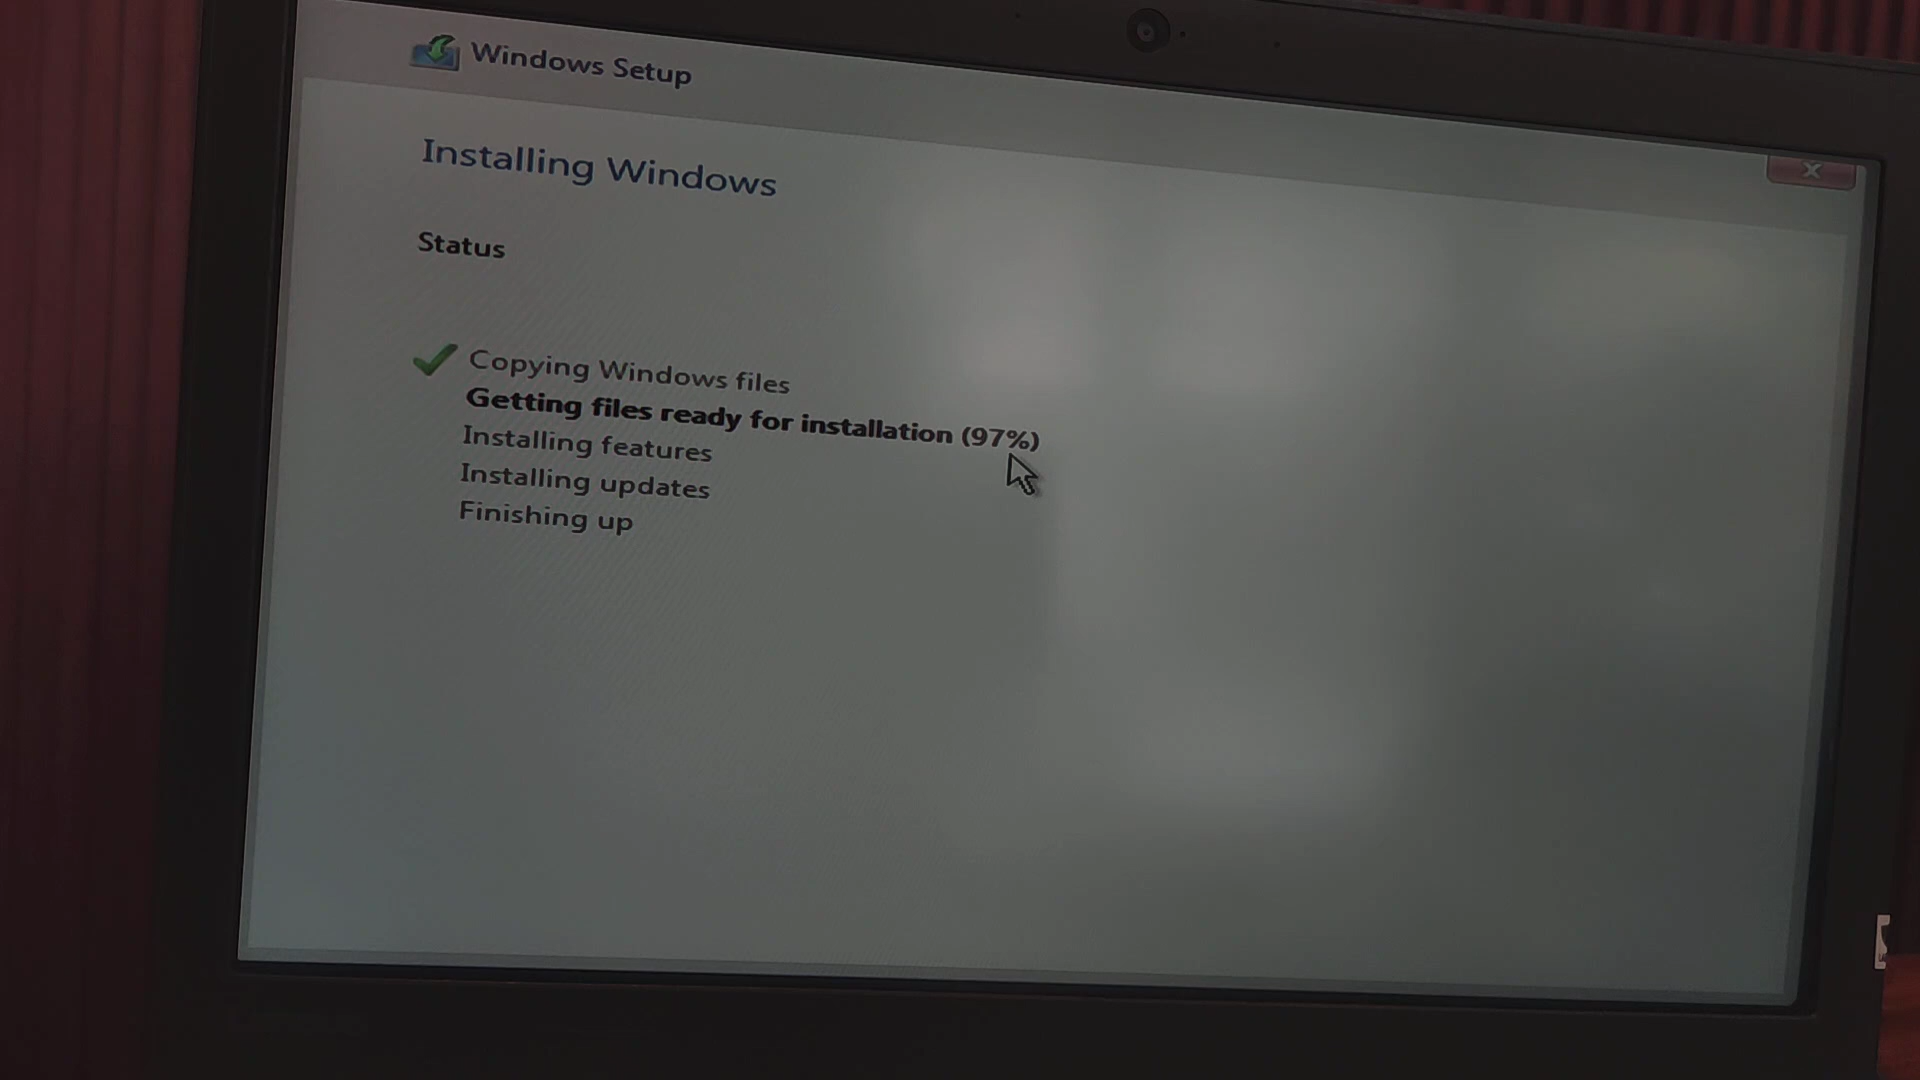 Windows Setup
Installing Windows
Status
Copying Windows files
Getting files ready for installation (97%)
Installing features
Installing updates
Finishing up